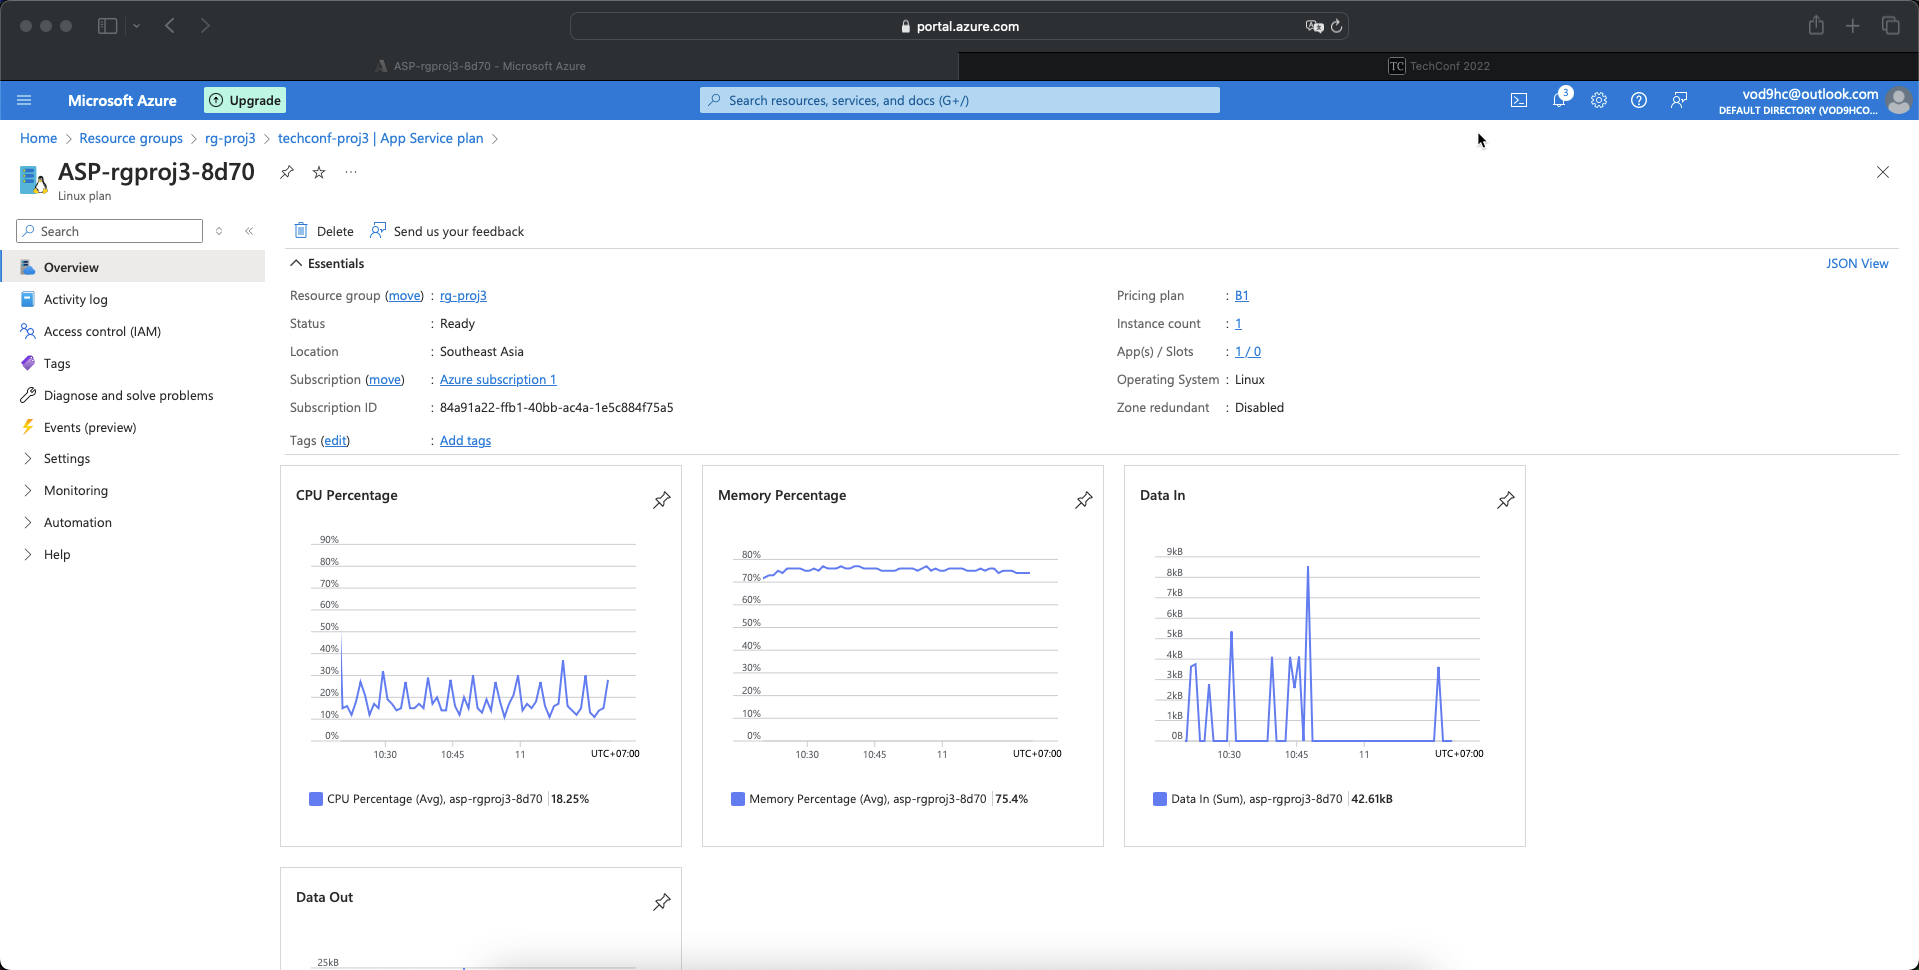 portal.azure.com
ASP-rgproj3-8d70 - Microsoft Azure
TC TechConf 2022
Microsoft Azure
Upgrade
Search resources, services, and docs (G+/)
3
vod9hc@outlook.com
DEFAULT DIRECTORY (VOD9HCO...
Home > Resource groups > rg-proj3 > techconf-proj3 | App Service plan >
ASP-rgproj3-8d70
...
Linux plan
Search
Overview
Activity log
Access control (IAM)
Tags
Diagnose and solve problems
Events (preview)
Settings
Monitoring
Automation
Help
Delete
Send us your feedback
Essentials
JSON View
Resource group (move) : rg-proj3
Status : Ready
Location : Southeast Asia
Subscription (move) : Azure subscription 1
Subscription ID : 84a91a22-ffb1-40bb-ac4a-1e5c884f75a5
Tags (edit) : Add tags
Pricing plan : B1
Instance count : 1
App(s) / Slots : 1 / 0
Operating System : Linux
Zone redundant : Disabled
CPU Percentage
90%
80%
70%
60%
50%
40%
30%
20%
10%
0%
10:30 10:45 11 UTC+07:00
CPU Percentage (Avg), asp-rgproj3-8d70 | 18.25%
Memory Percentage
80%
70%
60%
50%
40%
30%
20%
10%
0%
10:30 10:45 11 UTC+07:00
Memory Percentage (Avg), asp-rgproj3-8d70 | 75.4%
Data In
9kB
8kB
7kB
6kB
5kB
4kB
3kB
2kB
1kB
0B
10:30 10:45 11 UTC+07:00
Data In (Sum), asp-rgproj3-8d70 | 42.61kB
Data Out
25kB